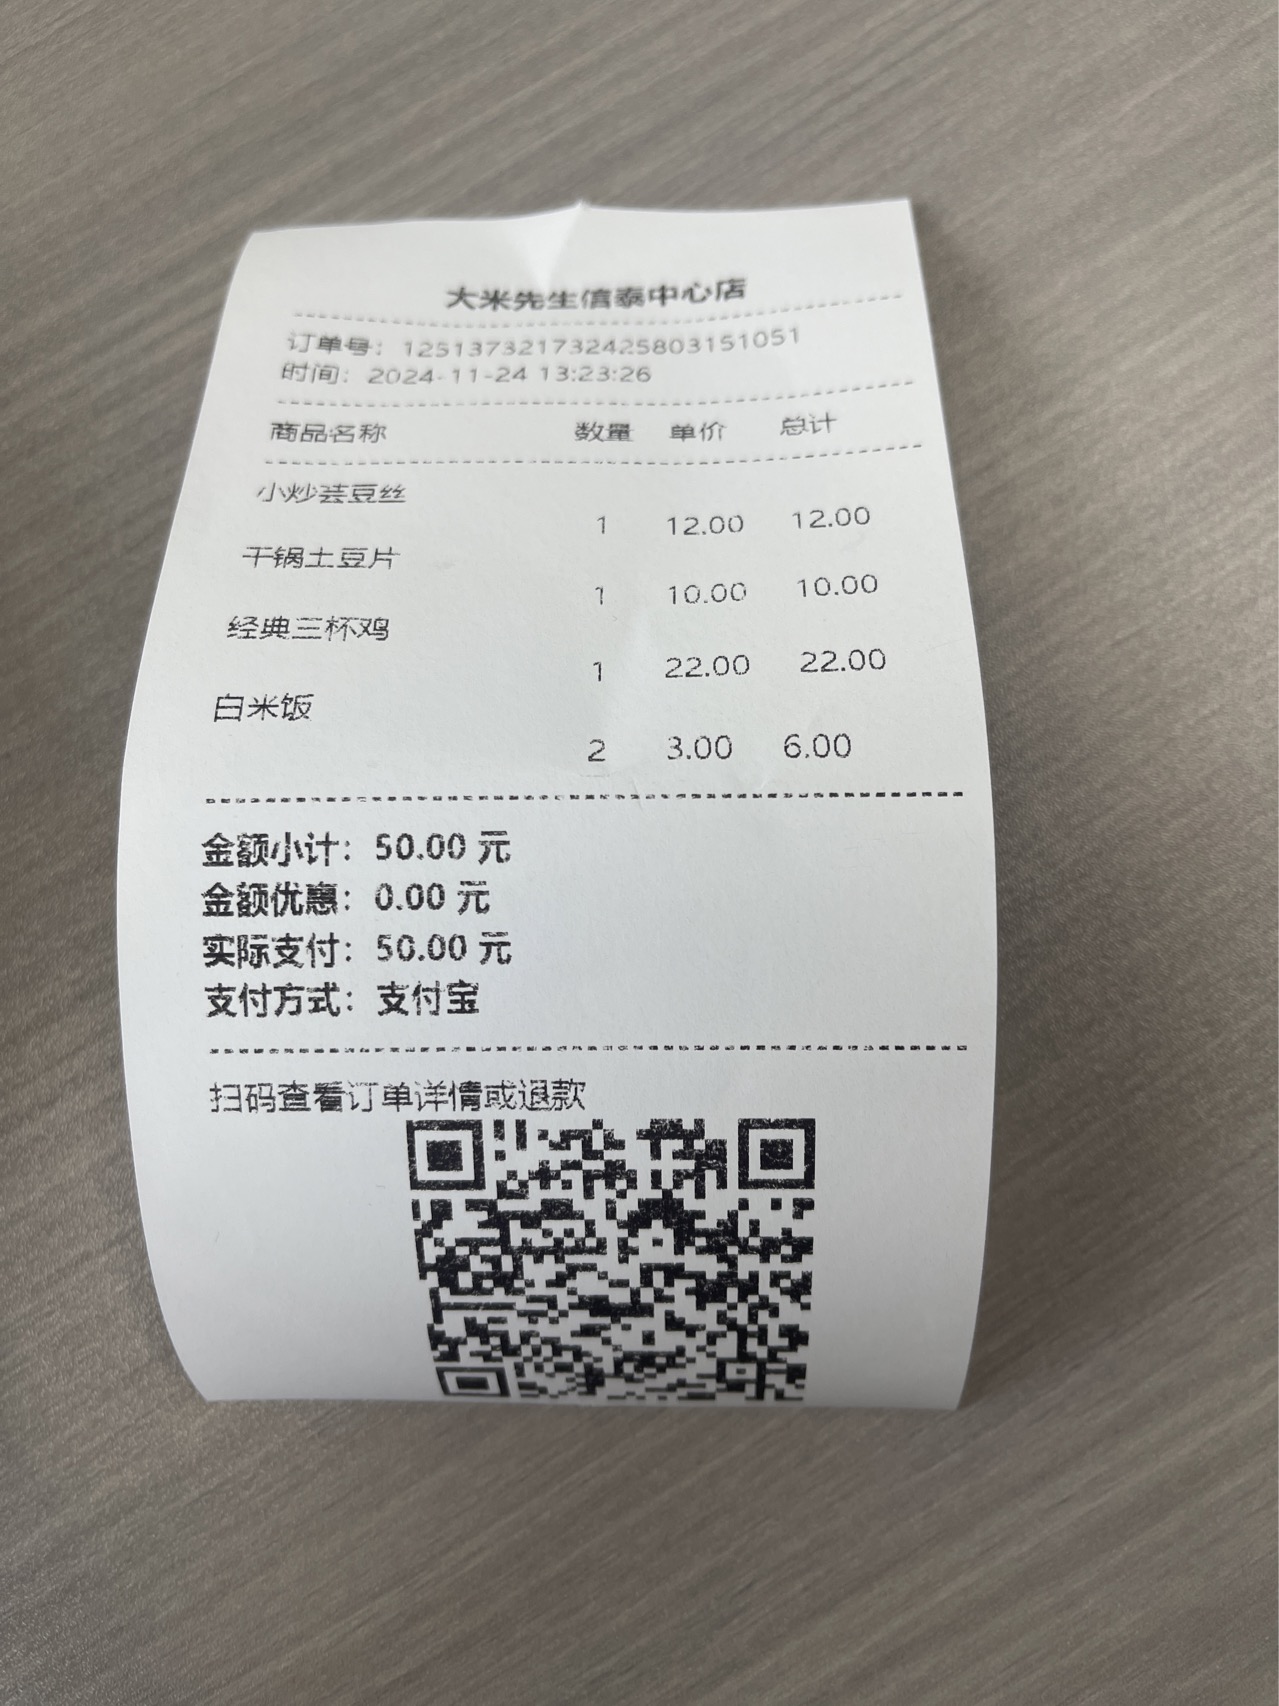 大米先生信泰中心店
订单号：12513732173242580315​1051
时间：2024-11-24 13:23:26
商品名称 数量 单价 总计
小炒芸豆丝
1 12.00 12.00
干锅土豆片
1 10.00 10.00
经典三杯鸡
1 22.00 22.00
白米饭
2 3.00 6.00
金额小计：50.00 元
金额优惠：0.00 元
实际支付：50.00 元
支付方式：支付宝
扫码查看订单详情或退款